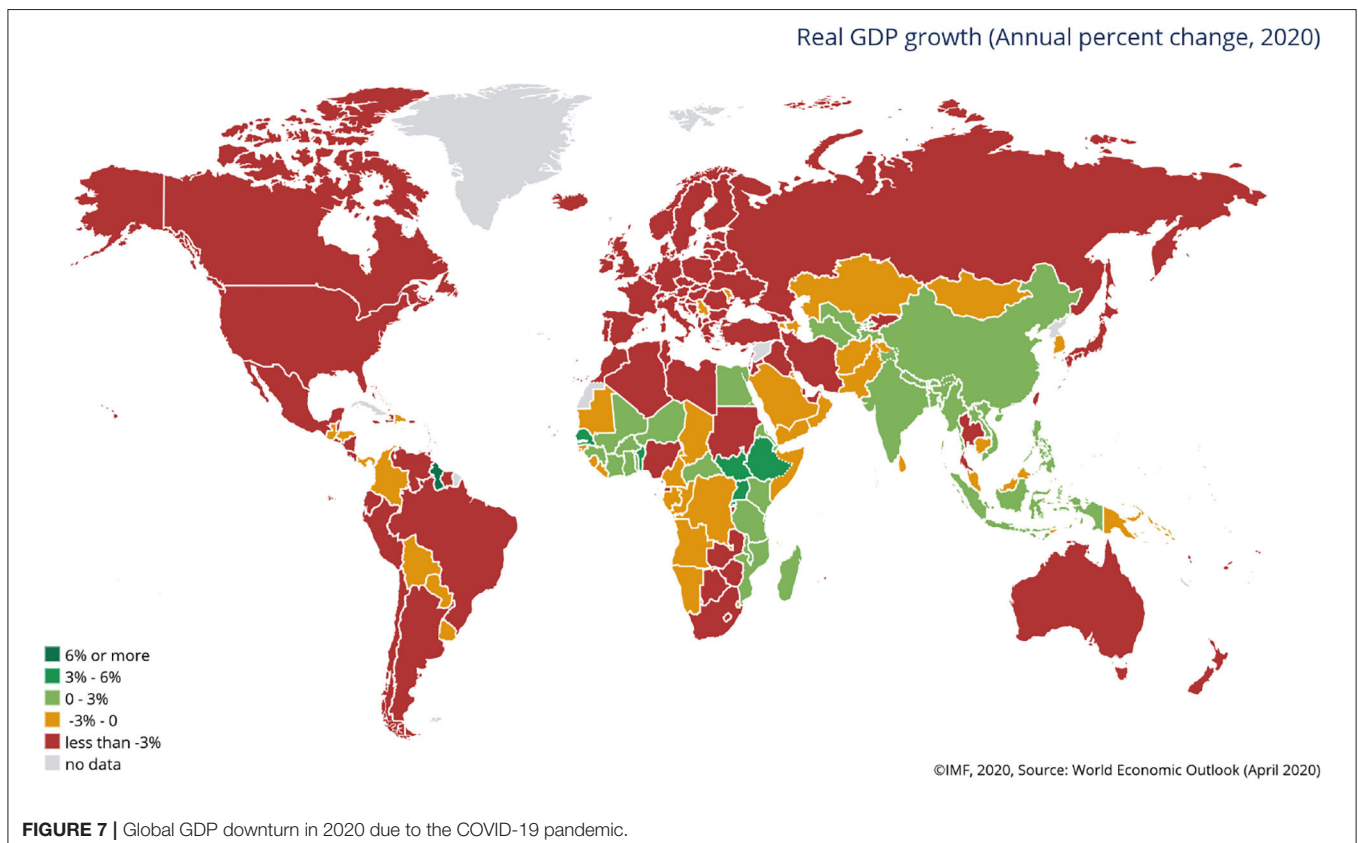 Real GDP growth (Annual percent change, 2020)
6% or more
3% - 6%
0 - 3%
-3% - 0
less than -3%
no data
©IMF, 2020, Source: World Economic Outlook (April 2020)
FIGURE 7 | Global GDP downturn in 2020 due to the COVID-19 pandemic.